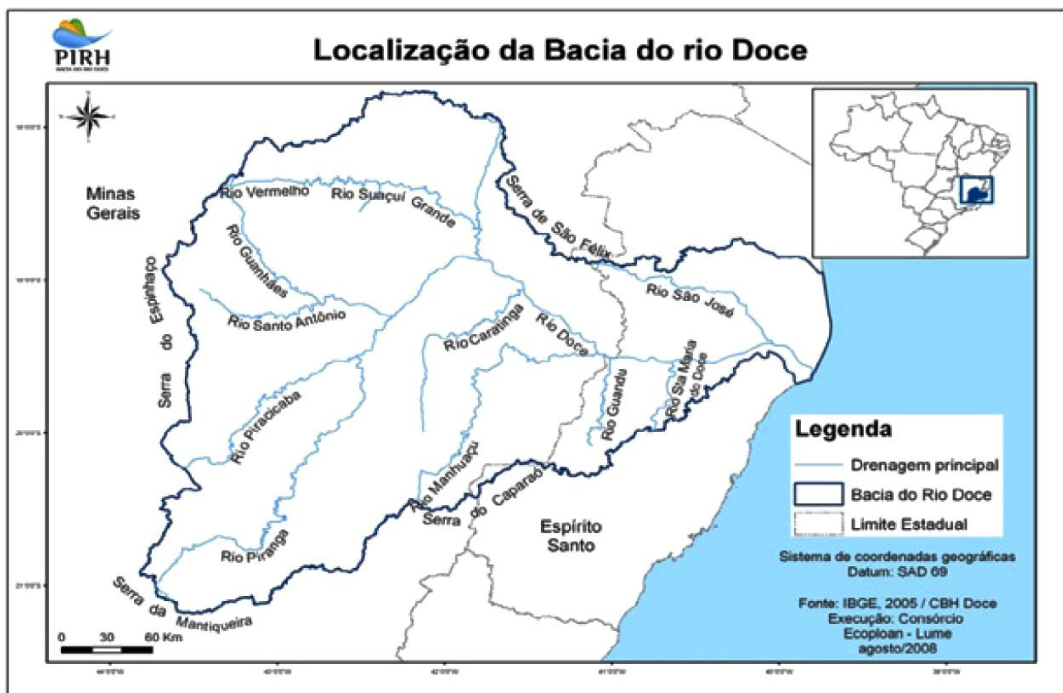 PIRH
BACIA DO RIO DOCE
Localização da Bacia do rio Doce
Minas
Gerais
Rio Vermelho
Rio Suaçuí Grande
Serra de São Félix
Rio Guanhães
Serra do Espinhaço
Rio Santo Antônio
Rio Caratinga
Rio Doce
Rio São José
Rio Piracicaba
Rio Guandu
Rio Sta Maria
do Doce
Rio Manhuaçu
Serra do Caparaó
Rio Piranga
Espírito
Santo
Serra da Mantiqueira
0 30 60 Km
Legenda
Drenagem principal
Bacia do Rio Doce
Limite Estadual
Sistema de coordenadas geográficas
Datum: SAD 69
Fonte: IBGE, 2005 / CBH Doce
Execução: Consórcio
Ecoploan - Lume
agosto/2008